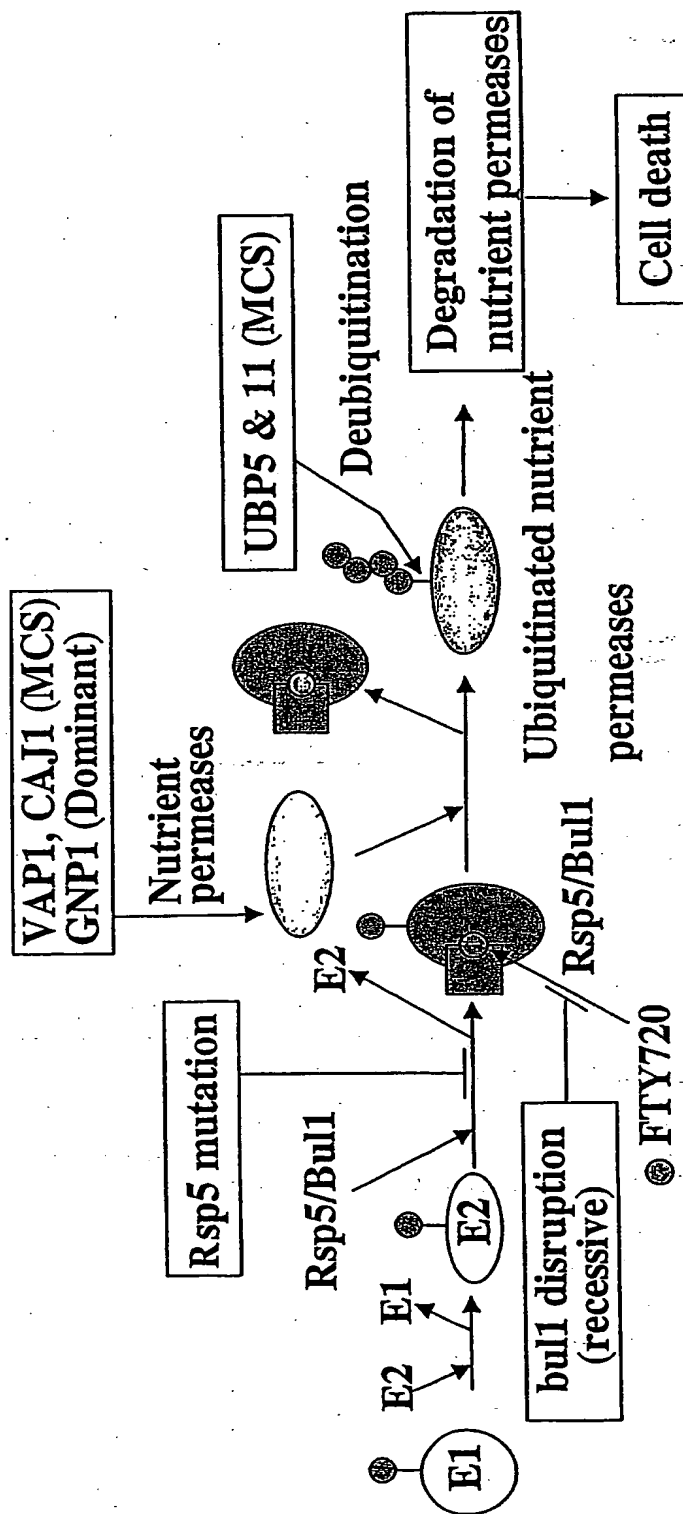 VAP1, CAJ1 (MCS)
GNP1 (Dominant)
UBP5 & 11 (MCS)
Rsp5 mutation
Nutrient
permeases
Deubiquitination
E2
Rsp5/Bul1
E2
E1
E1
E2
Rsp5/Bul1
Ubiquitinated nutrient
permeases
Degradation of
nutrient permeases
bul1 disruption
(recessive)
FTY720
Cell death